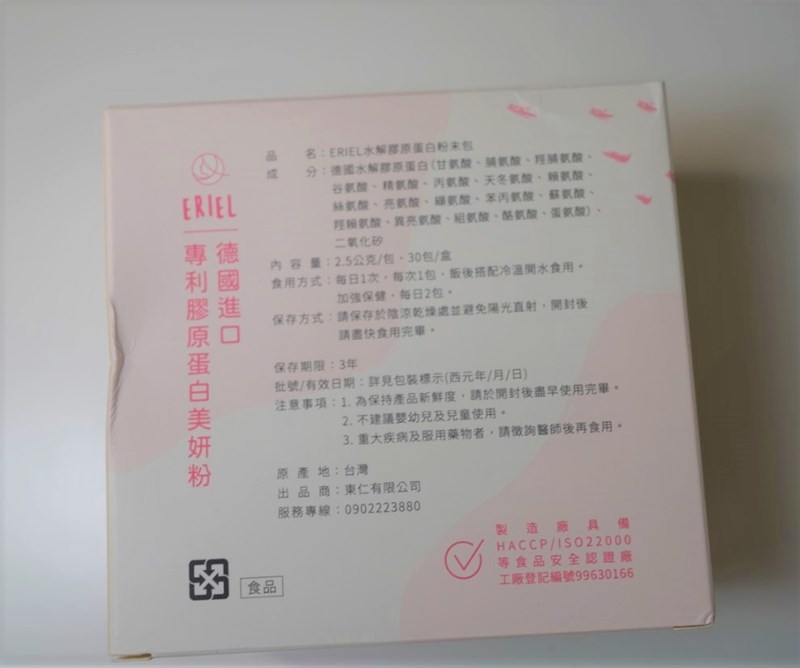 ERIEL
德國進口
專利膠原蛋白美妍粉
品名：ERIEL水解膠原蛋白粉末包
成分：德國水解膠原蛋白(甘氨酸、脯氨酸、羥脯氨酸、
谷氨酸、精氨酸、丙氨酸、天冬氨酸、賴氨酸、
絲氨酸、亮氨酸、纈氨酸、苯丙氨酸、蘇氨酸、
羥賴氨酸、異亮氨酸、組氨酸、酪氨酸、蛋氨酸)、
二氧化矽
內容量：2.5公克/包，30包/盒
食用方式：每日1次，每次1包，飯後搭配冷溫開水食用。
加強保健，每日2包。
保存方式：請保存於陰涼乾燥處並避免陽光直射，開封後
請盡快食用完畢。
保存期限：3年
批號/有效日期：詳見包裝標示(西元年/月/日)
注意事項：1. 為保持產品新鮮度，請於開封後盡早使用完畢。
2. 不建議嬰幼兒及兒童使用。
3. 重大疾病及服用藥物者，請徵詢醫師後再食用。
原產地：台灣
出品商：東仁有限公司
服務專線：0902223880
食品
製造廠具備
HACCP/ISO22000
等食品安全認證廠
工廠登記編號99630166